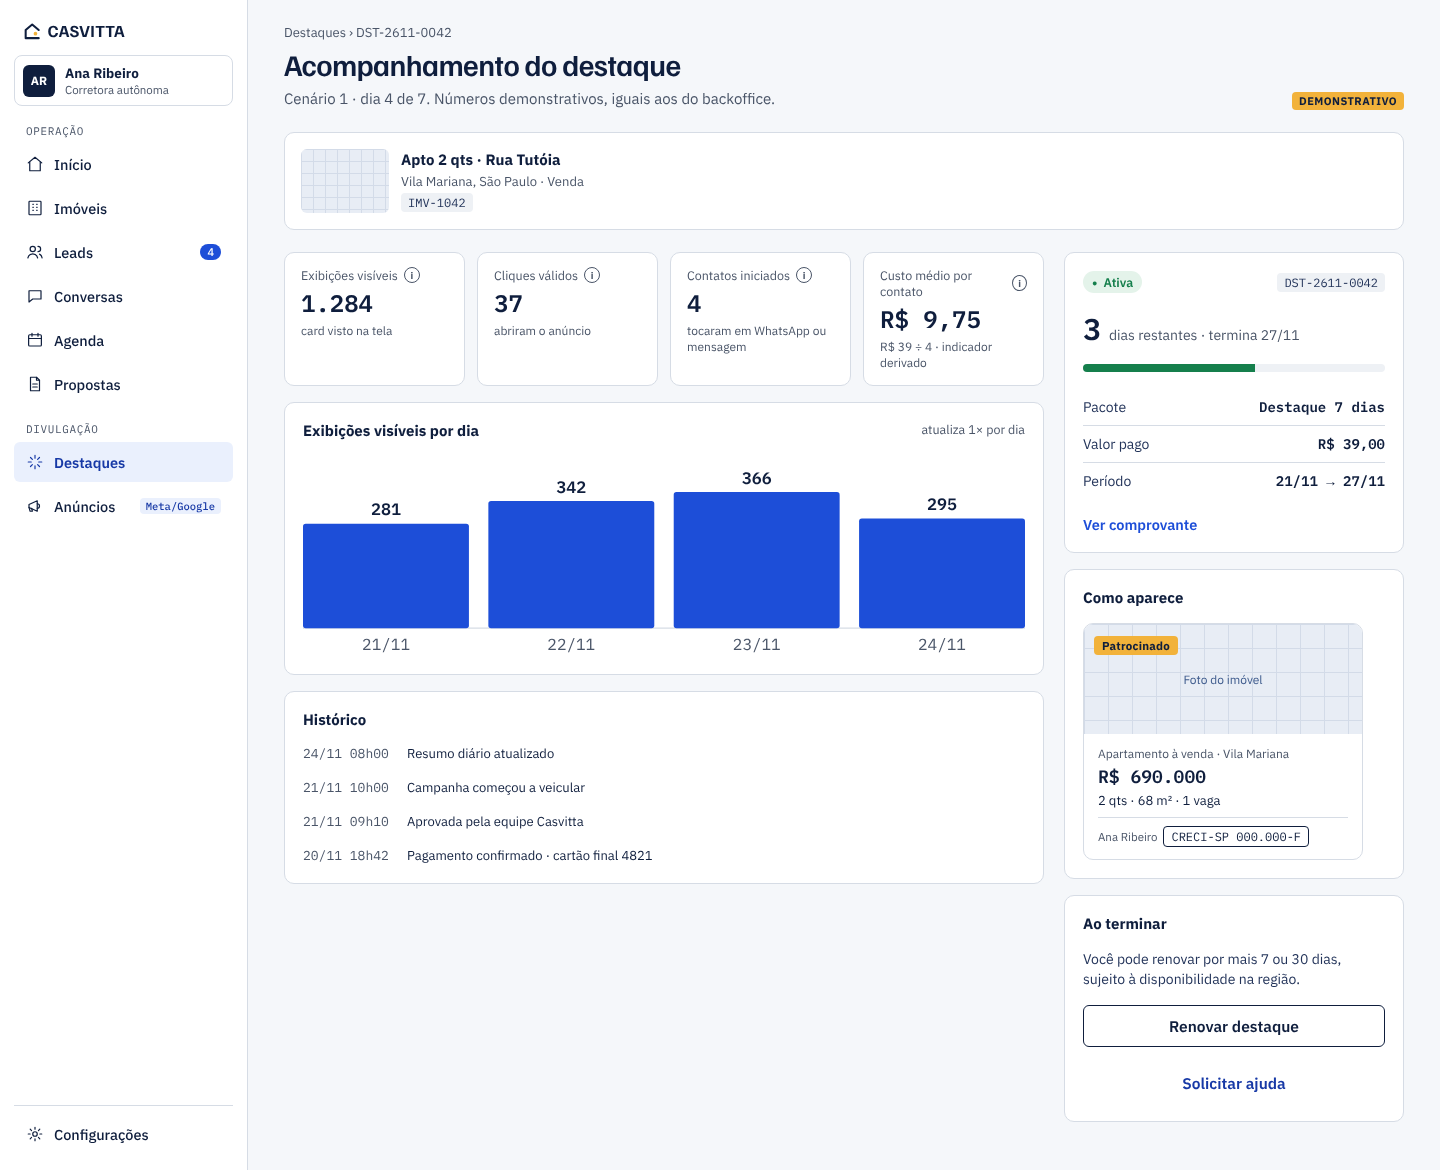 CASVITTA
AR
Ana Ribeiro
Corretora autônoma
OPERAÇÃO
Início
Imóveis
Leads 4
Conversas
Agenda
Propostas
DIVULGAÇÃO
Destaques
Anúncios Meta/Google
Configurações
Destaques › DST-2611-0042
Acompanhamento do destaque
Cenário 1 · dia 4 de 7. Números demonstrativos, iguais aos do backoffice.
DEMONSTRATIVO
Apto 2 qts · Rua Tutóia
Vila Mariana, São Paulo · Venda
IMV-1042
Exibições visíveis i
1.284
card visto na tela
Cliques válidos i
37
abriram o anúncio
Contatos iniciados i
4
tocaram em WhatsApp ou
mensagem
Custo médio por
contato i
R$ 9,75
R$ 39 ÷ 4 · indicador
derivado
Exibições visíveis por dia
atualiza 1× por dia
281 342 366 295
21/11 22/11 23/11 24/11
Histórico
24/11 08h00 Resumo diário atualizado
21/11 10h00 Campanha começou a veicular
21/11 09h10 Aprovada pela equipe Casvitta
20/11 18h42 Pagamento confirmado · cartão final 4821
• Ativa
DST-2611-0042
3 dias restantes · termina 27/11
Pacote Destaque 7 dias
Valor pago R$ 39,00
Período 21/11 → 27/11
Ver comprovante
Como aparece
Patrocinado
Foto do imóvel
Apartamento à venda · Vila Mariana
R$ 690.000
2 qts · 68 m² · 1 vaga
Ana Ribeiro CRECI-SP 000.000-F
Ao terminar
Você pode renovar por mais 7 ou 30 dias,
sujeito à disponibilidade na região.
Renovar destaque
Solicitar ajuda